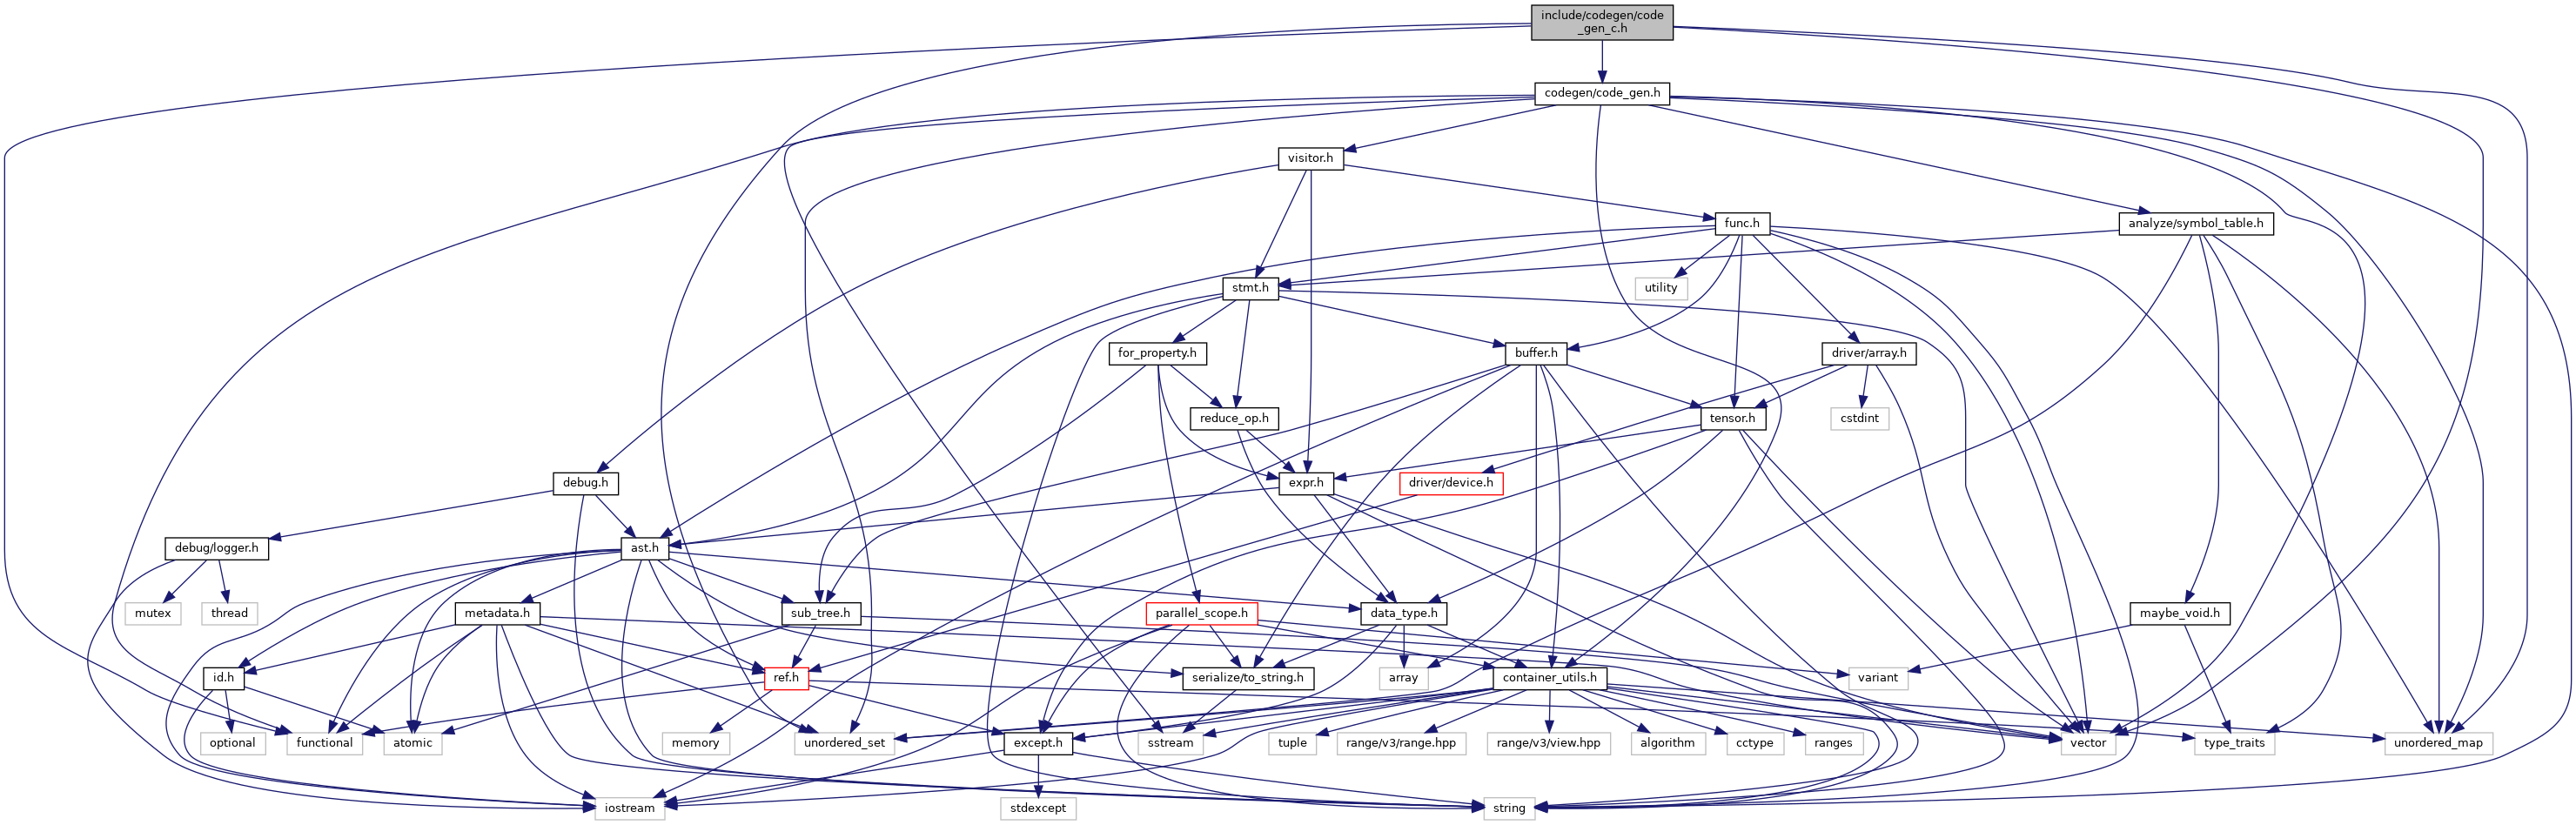 include/codegen/code
_gen_c.h
codegen/code_gen.h
visitor.h
func.h
analyze/symbol_table.h
stmt.h
utility
for_property.h
buffer.h
driver/array.h
reduce_op.h
tensor.h
cstdint
debug.h
expr.h
driver/device.h
debug/logger.h
ast.h
mutex
thread
metadata.h
sub_tree.h
parallel_scope.h
data_type.h
maybe_void.h
id.h
ref.h
serialize/to_string.h
array
container_utils.h
variant
optional
functional
atomic
memory
unordered_set
except.h
sstream
tuple
range/v3/range.hpp
range/v3/view.hpp
algorithm
cctype
ranges
vector
type_traits
unordered_map
iostream
stdexcept
string